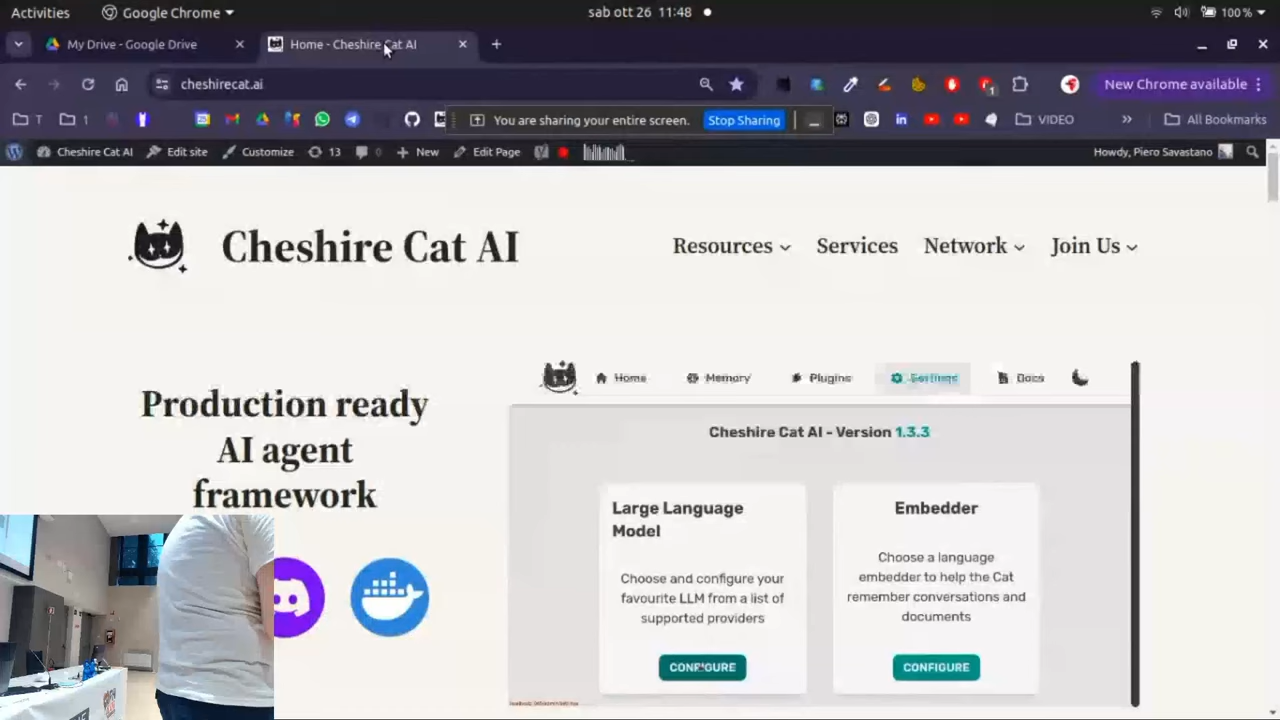 Activities
Google Chrome
sab ott 26 11:48
100%
My Drive - Google Drive
Home - Cheshire Cat AI
cheshirecat.ai
1
New Chrome available
T
1
You are sharing your entire screen.
Stop Sharing
VIDEO
All Bookmarks
Cheshire Cat AI
Edit site
Customize
13
0
New
Edit Page
Howdy, Piero Savastano
Cheshire Cat AI
Resources
Services
Network
Join Us
Production ready
AI agent
framework
Home
Memory
Plugins
Settings
Docs
Cheshire Cat AI - Version 1.3.3
Large Language
Model
Choose and configure your
favourite LLM from a list of
supported providers
CONFIGURE
Embedder
Choose a language
embedder to help the Cat
remember conversations and
documents
CONFIGURE